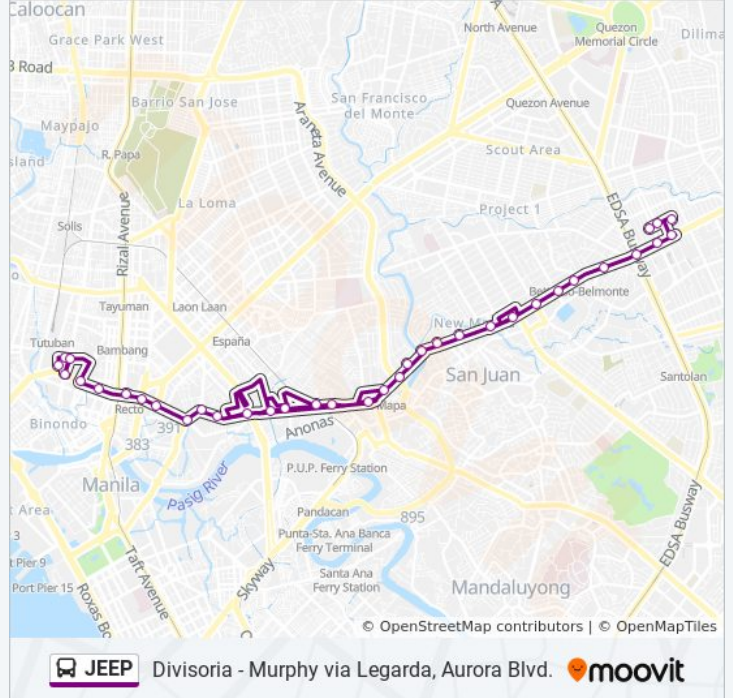 Caloocan
Grace Park West
North Avenue
Quezon
Memorial Circle
Dilima
3 Road
Barrio San Jose
San Francisco
del Monte
Araneta Avenue
Quezon Avenue
Maypajo
sland
R. Papa
Scout Area
La Loma
Project 1
EDSA Busway
Solis
Rizal Avenue
Tayuman
Laon Laan
España
Tutuban
Bambang
New M
San Juan
Santolan
Recto
Mapa
Binondo
391
383
Anonas
P.U.P. Ferry Station
Manila
Pasig River
Area
Pandacan
895
3
Punta-Sta. Ana Banca
Ferry Terminal
t Pier 9
Port Pier 15
Taft Avenue
Roxas Bo
Skyway
Santa Ana
Ferry Station
Mandaluyong
EDSA Busway
© OpenStreetMap contributors | © OpenMapTiles
JEEP Divisoria - Murphy via Legarda, Aurora Blvd. moovit